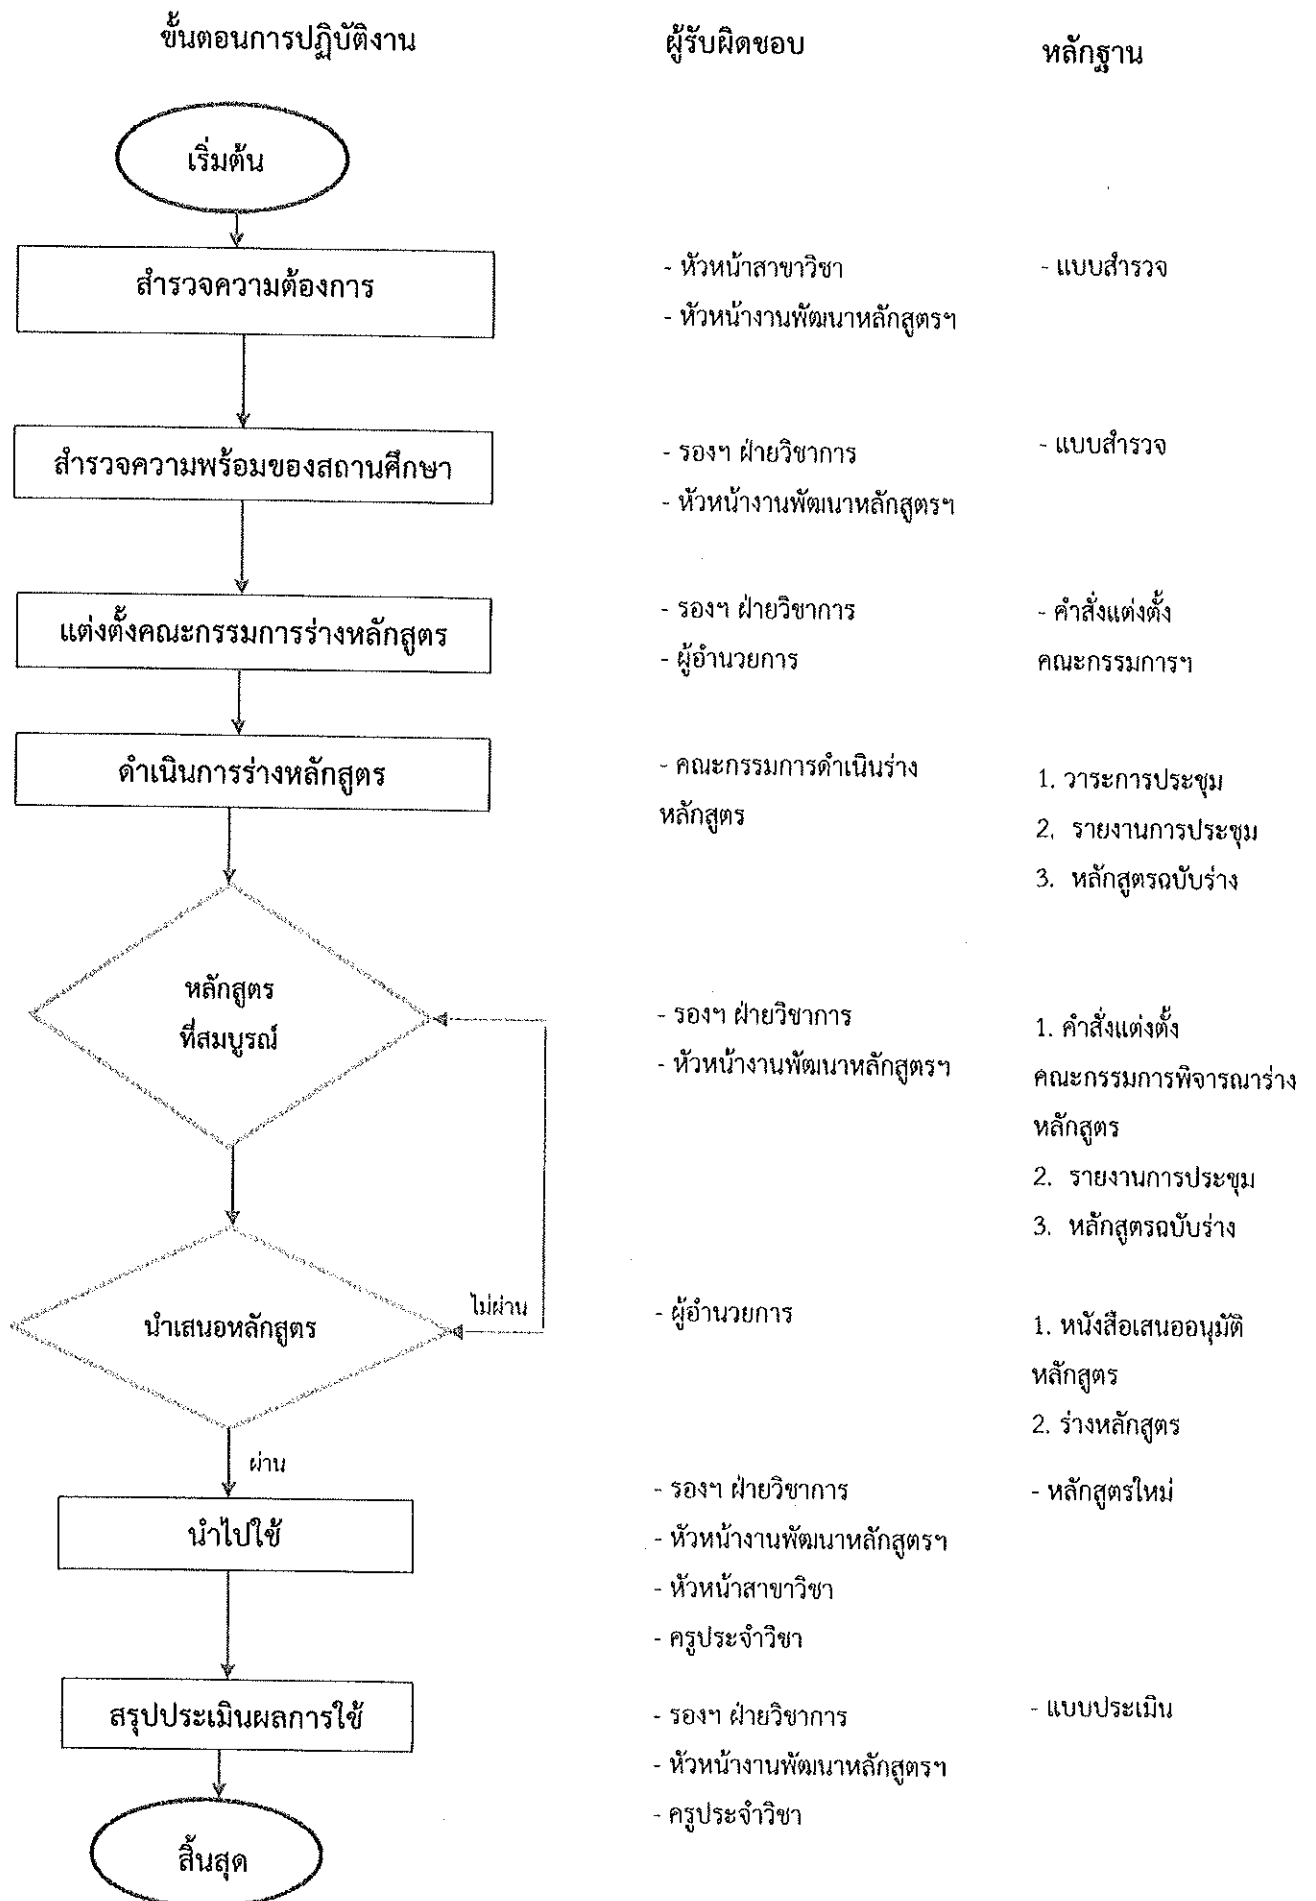 ขั้นตอนการปฏิบัติงาน
ผู้รับผิดชอบ
หลักฐาน
เริ่มต้น
สำรวจความต้องการ
- หัวหน้าสาขาวิชา
- หัวหน้างานพัฒนาหลักสูตรฯ
- แบบสำรวจ
สำรวจความพร้อมของสถานศึกษา
- รองฯ ฝ่ายวิชาการ
- หัวหน้างานพัฒนาหลักสูตรฯ
- แบบสำรวจ
แต่งตั้งคณะกรรมการร่างหลักสูตร
- รองฯ ฝ่ายวิชาการ
- ผู้อำนวยการ
- คำสั่งแต่งตั้ง
คณะกรรมการฯ
ดำเนินการร่างหลักสูตร
- คณะกรรมการดำเนินร่าง
หลักสูตร
1. วาระการประชุม
2. รายงานการประชุม
3. หลักสูตรฉบับร่าง
หลักสูตร
ที่สมบูรณ์
- รองฯ ฝ่ายวิชาการ
- หัวหน้างานพัฒนาหลักสูตรฯ
1. คำสั่งแต่งตั้ง
คณะกรรมการพิจารณาร่าง
หลักสูตร
2. รายงานการประชุม
3. หลักสูตรฉบับร่าง
นำเสนอหลักสูตร
ไม่ผ่าน
- ผู้อำนวยการ
1. หนังสือเสนออนุมัติ
หลักสูตร
2. ร่างหลักสูตร
ผ่าน
นำไปใช้
- รองฯ ฝ่ายวิชาการ
- หัวหน้างานพัฒนาหลักสูตรฯ
- หัวหน้าสาขาวิชา
- ครูประจำวิชา
- หลักสูตรใหม่
สรุปประเมินผลการใช้
- รองฯ ฝ่ายวิชาการ
- หัวหน้างานพัฒนาหลักสูตรฯ
- ครูประจำวิชา
- แบบประเมิน
สิ้นสุด